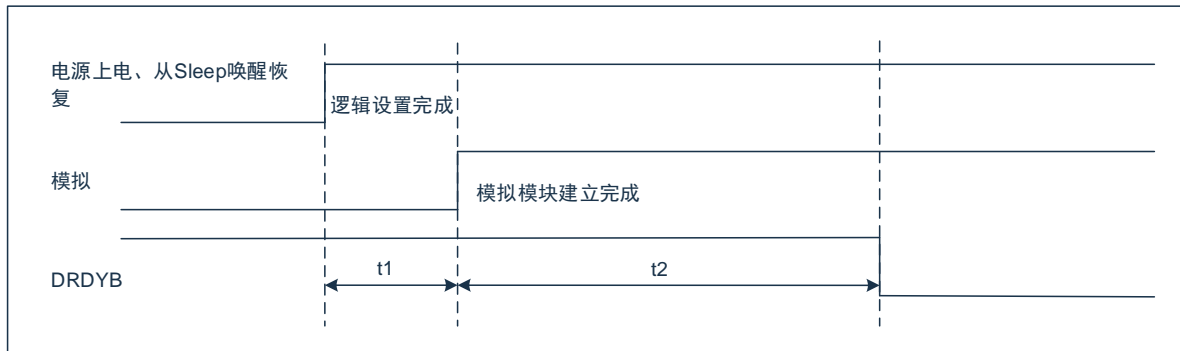 电源上电、从Sleep唤醒恢
复
逻辑设置完成
模拟
模拟模块建立完成
DRDYB
t1
t2